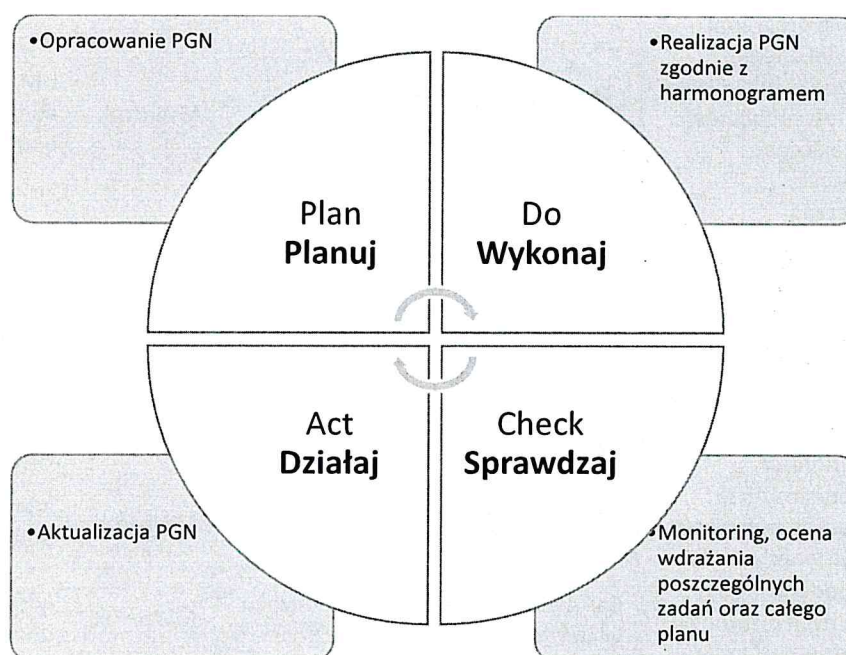 •Opracowanie PGN
•Realizacja PGN
zgodnie z
harmonogramem
Plan
Planuj
Do
Wykonaj
Act
Działaj
Check
Sprawdzaj
•Aktualizacja PGN
•Monitoring, ocena
wdrażania
poszczególnych
zadań oraz całego
planu